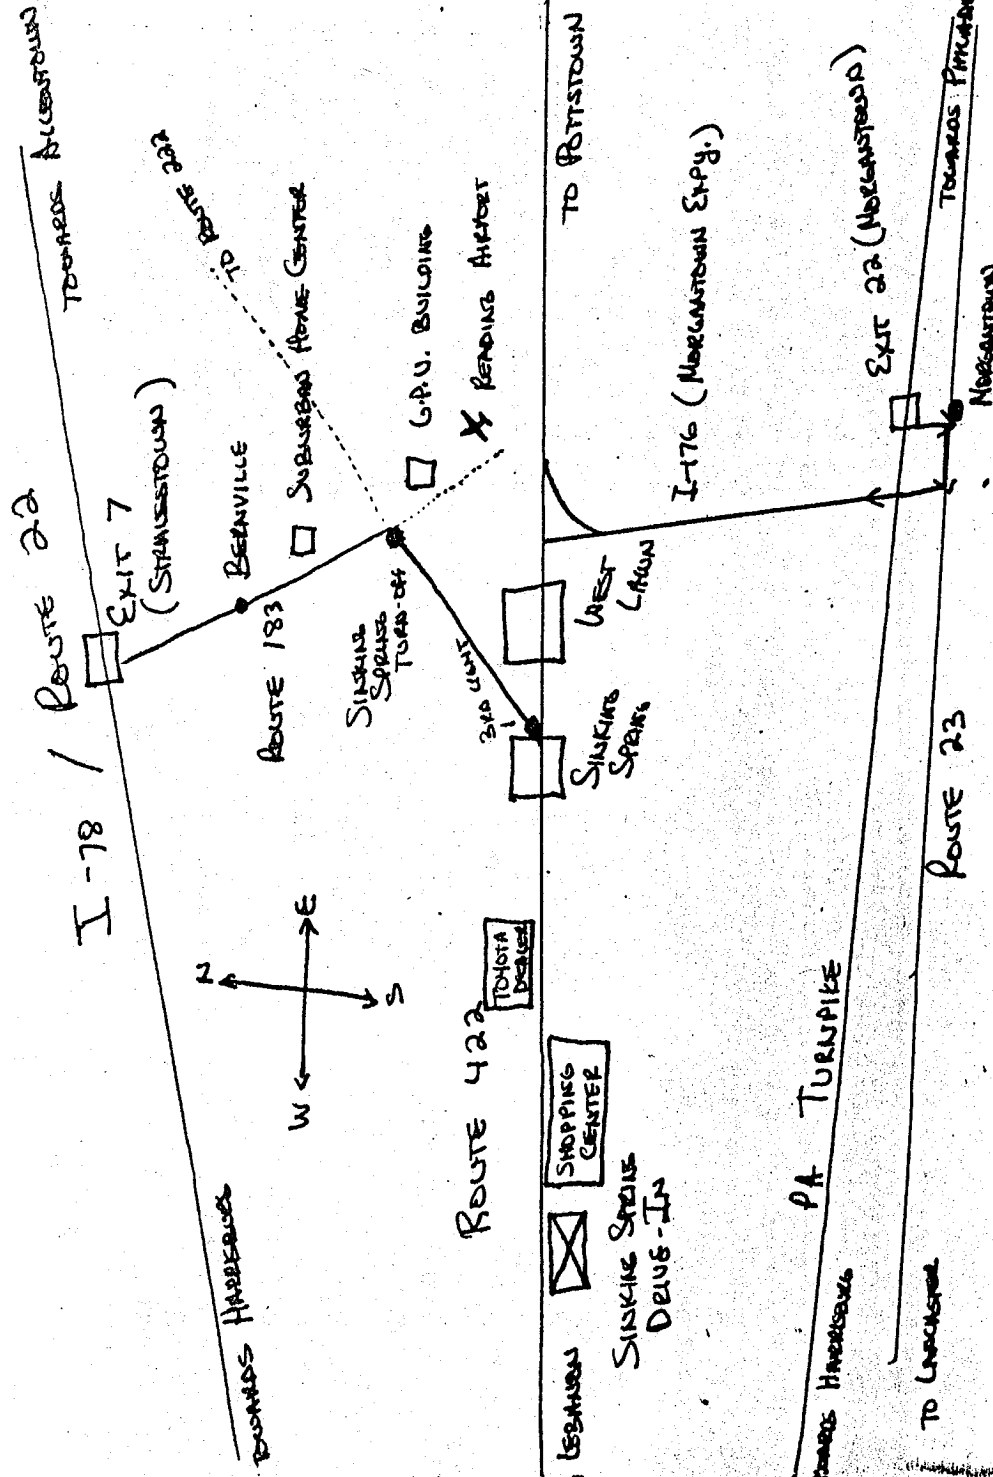 I-78 / ROUTE 22
TOWARDS ALLENTOWN
TOWARDS HARRISBURG
EXIT 7
(STRAUSSTOWN)
BERNVILLE
TO ROUTE 222
SUBURBAN HOME CENTER
ROUTE 183
G.P.U. BUILDING
READING AIRPORT
SINKING
SPRING
TURN-OFF
3RD LIGHT
N
W
E
S
ROUTE 422
TOYOTA
DEALER
TO POTTSTOWN
WEST
LAWN
SINKING
SPRING
SHOPPING
CENTER
SINKING SPRING
DRIVE-IN
LEBANON
I-176 (MORGANTOWN EXPY.)
EXIT 22 (MORGANTOWN)
PA TURNPIKE
HARRISBURG
TOWARDS
MORGANTOWN
ROUTE 23
TO LANCASTER